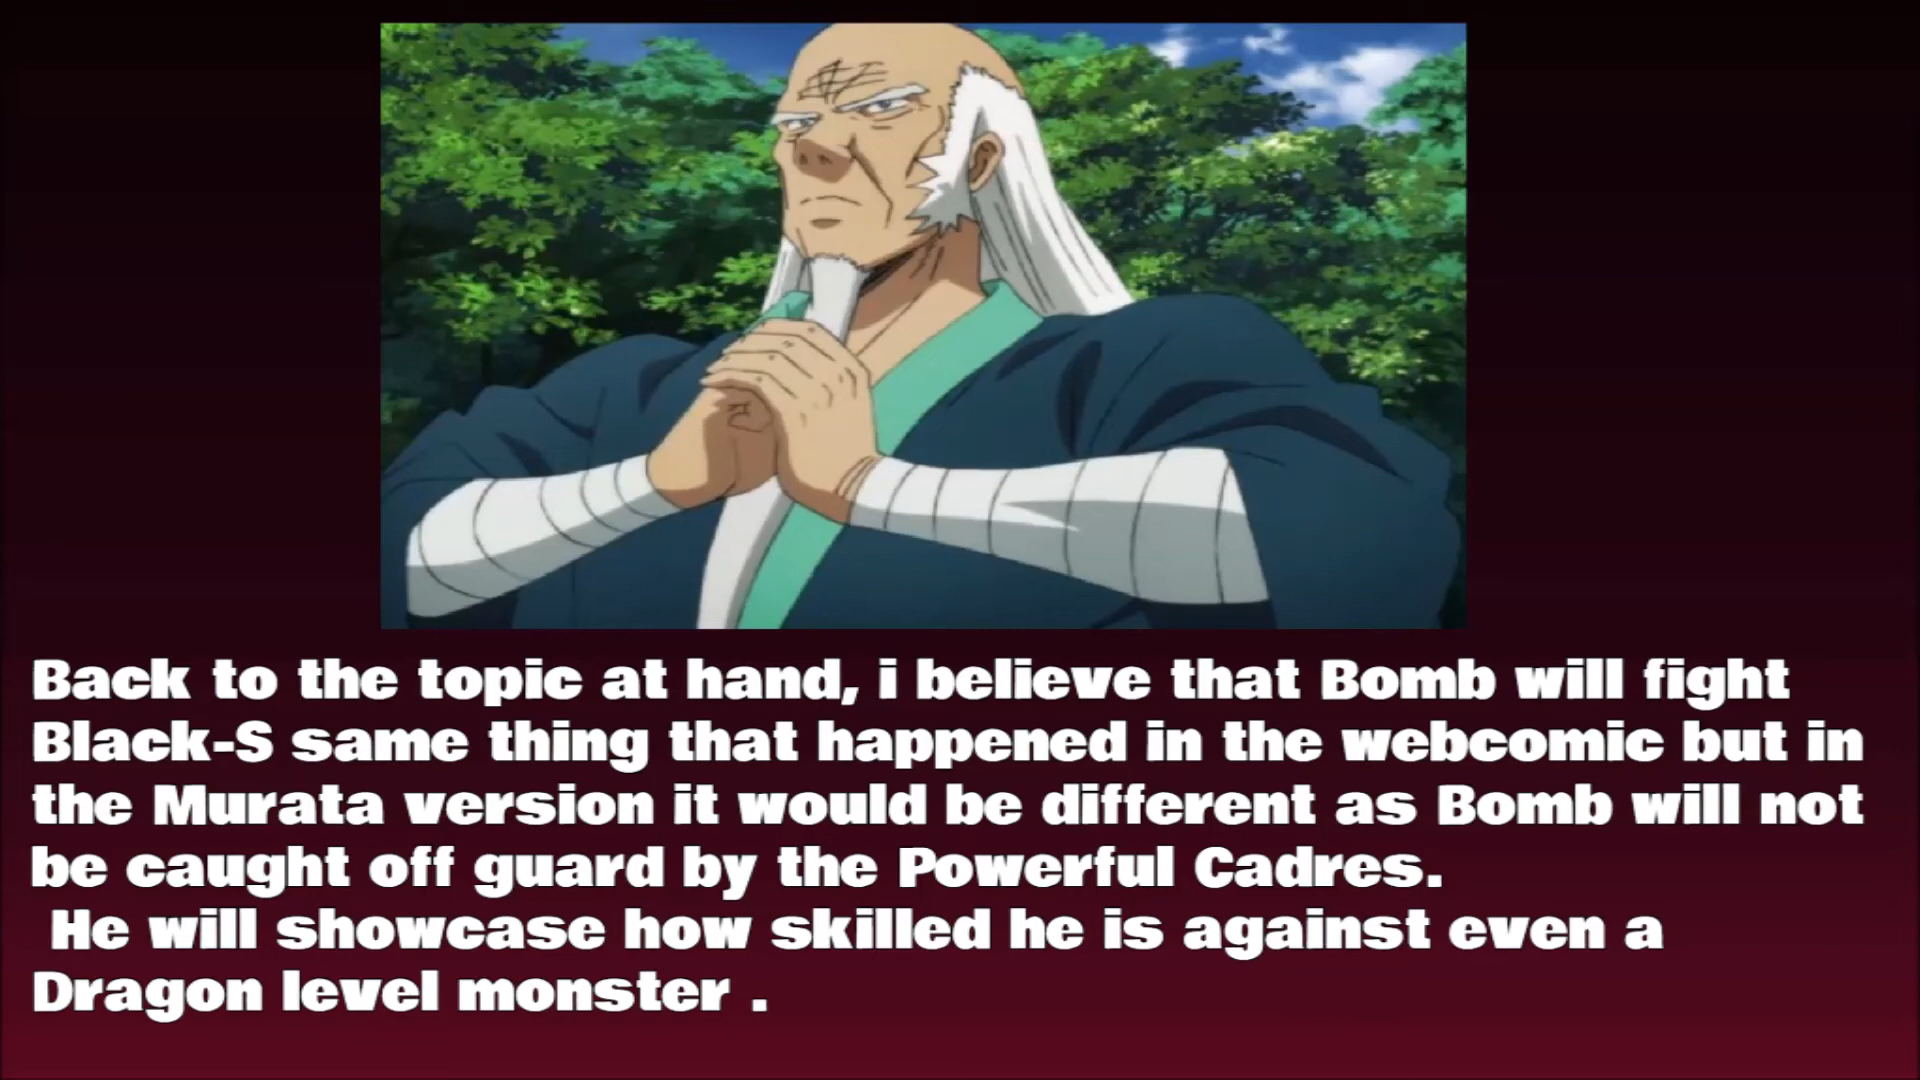 Back to the topic at hand, i believe that Bomb will fight
Black-S same thing that happened in the webcomic but in
the Murata version it would be different as Bomb will not
be caught off guard by the Powerful Cadres.
He will showcase how skilled he is against even a
Dragon level monster .